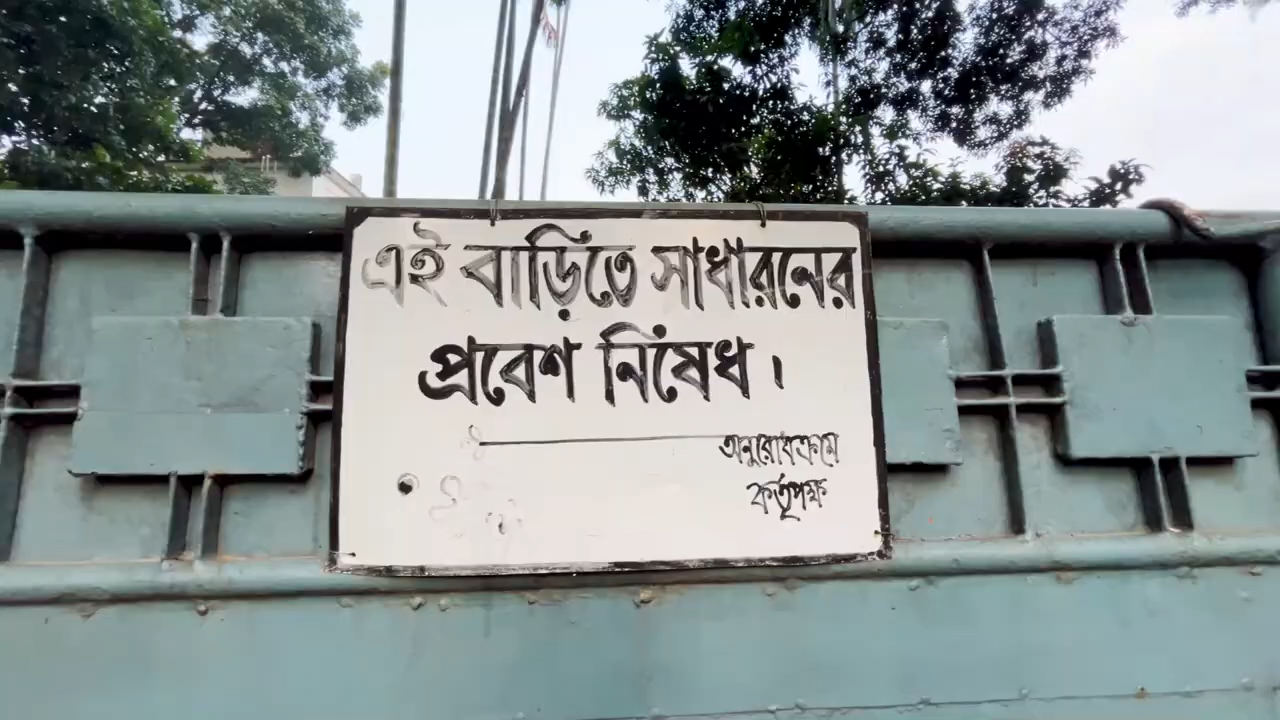 এই বাড়িতে সাধারনের
প্রবেশ নিষেধ।
অনুরোধক্রমে
কর্তৃপক্ষ